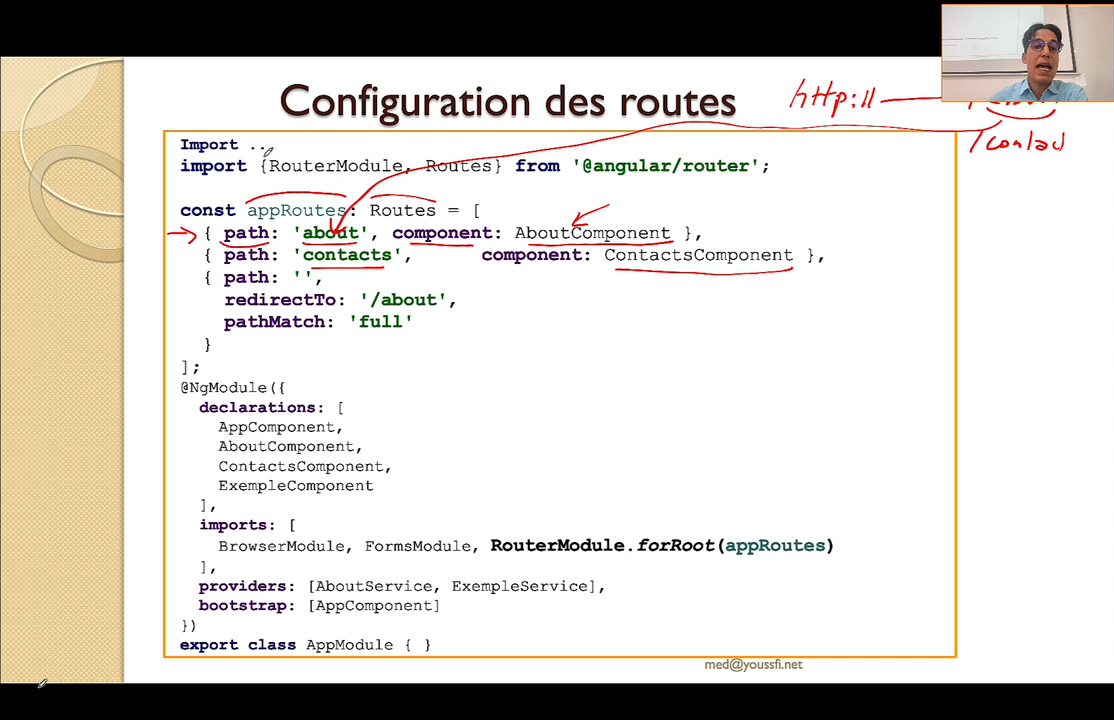 Configuration des routes
http://
/contact
Import ..
import {RouterModule, Routes} from '@angular/router';
const appRoutes: Routes = [
{ path: 'about', component: AboutComponent },
{ path: 'contacts', component: ContactsComponent },
{ path: '',
redirectTo: '/about',
pathMatch: 'full'
}
];
@NgModule({
declarations: [
AppComponent,
AboutComponent,
ContactsComponent,
ExempleComponent
],
imports: [
BrowserModule, FormsModule, RouterModule.forRoot(appRoutes)
],
providers: [AboutService, ExempleService],
bootstrap: [AppComponent]
})
export class AppModule { }
med@youssfi.net